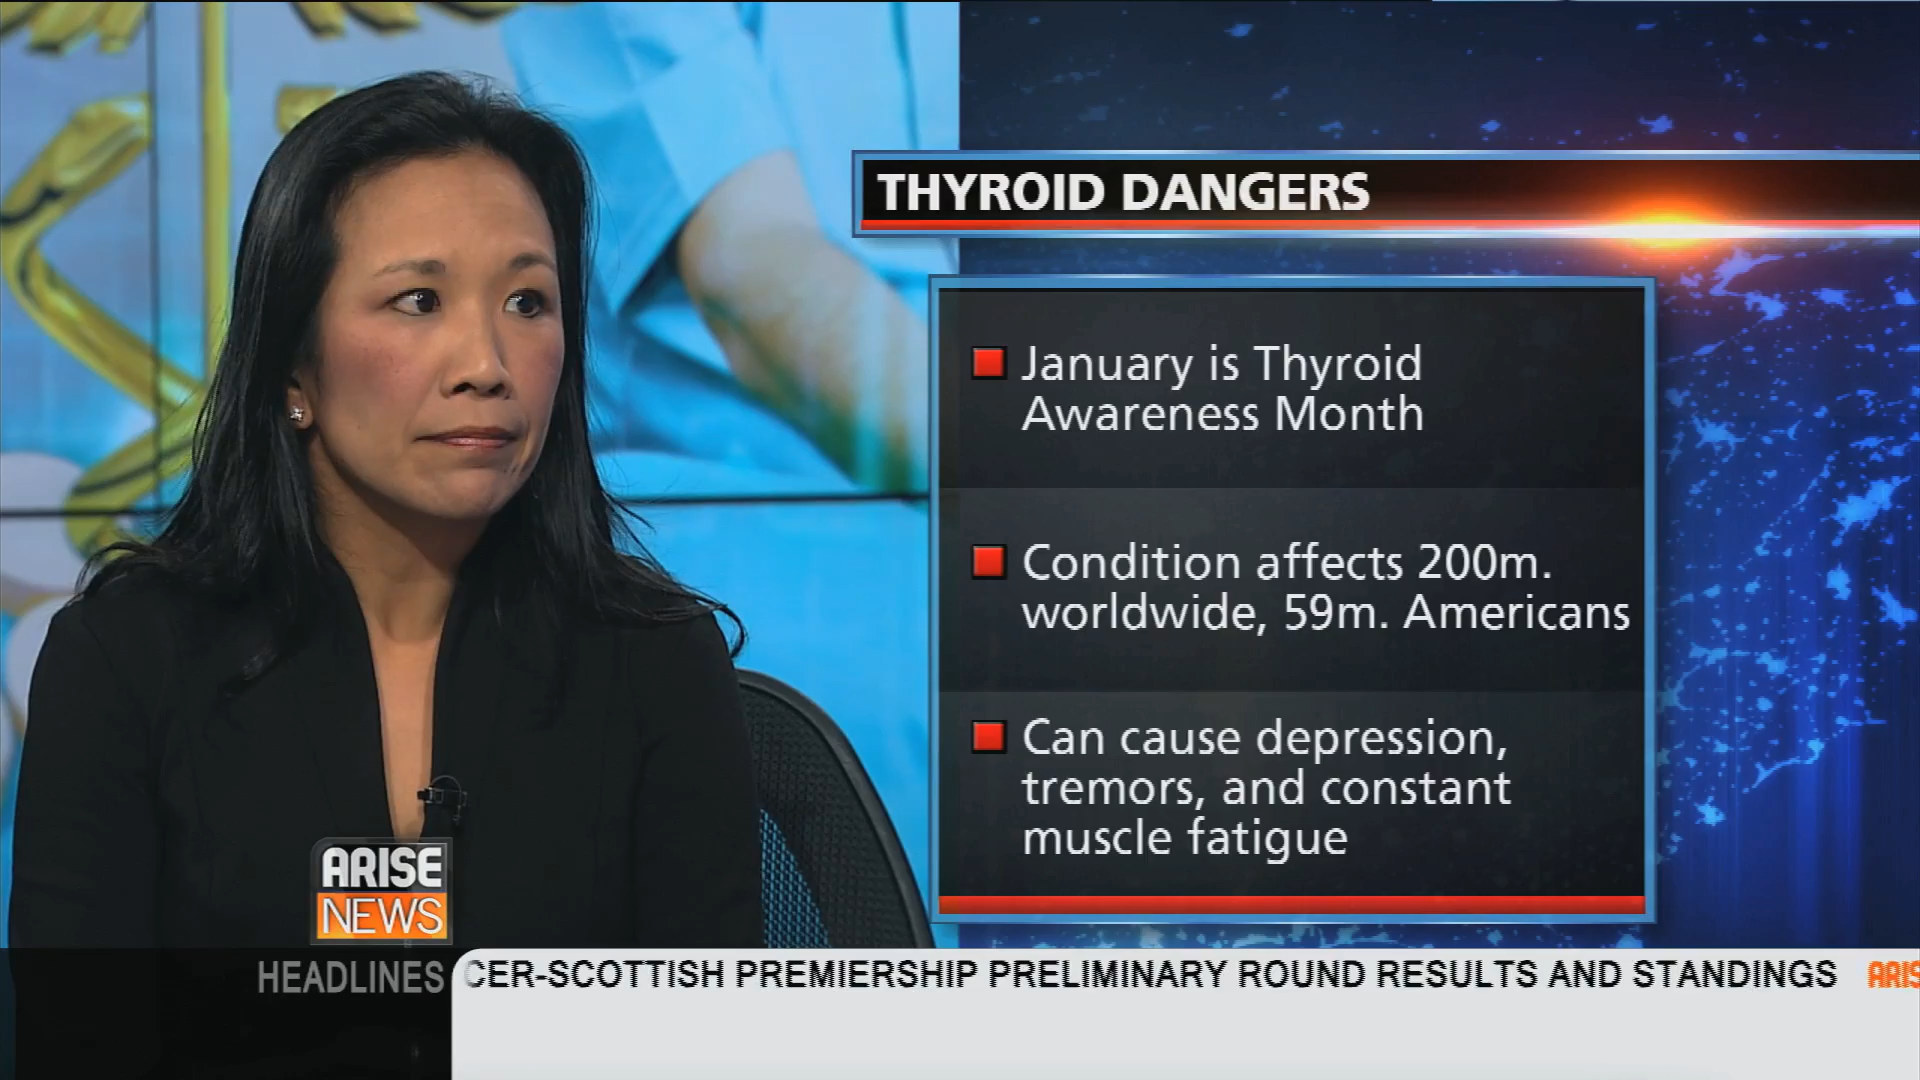 THYROID DANGERS
January is Thyroid
Awareness Month
Condition affects 200m.
worldwide, 59m. Americans
Can cause depression,
tremors, and constant
muscle fatigue
ARISE
NEWS
HEADLINES
CER-SCOTTISH PREMIERSHIP PRELIMINARY ROUND RESULTS AND STANDINGS
ARIS